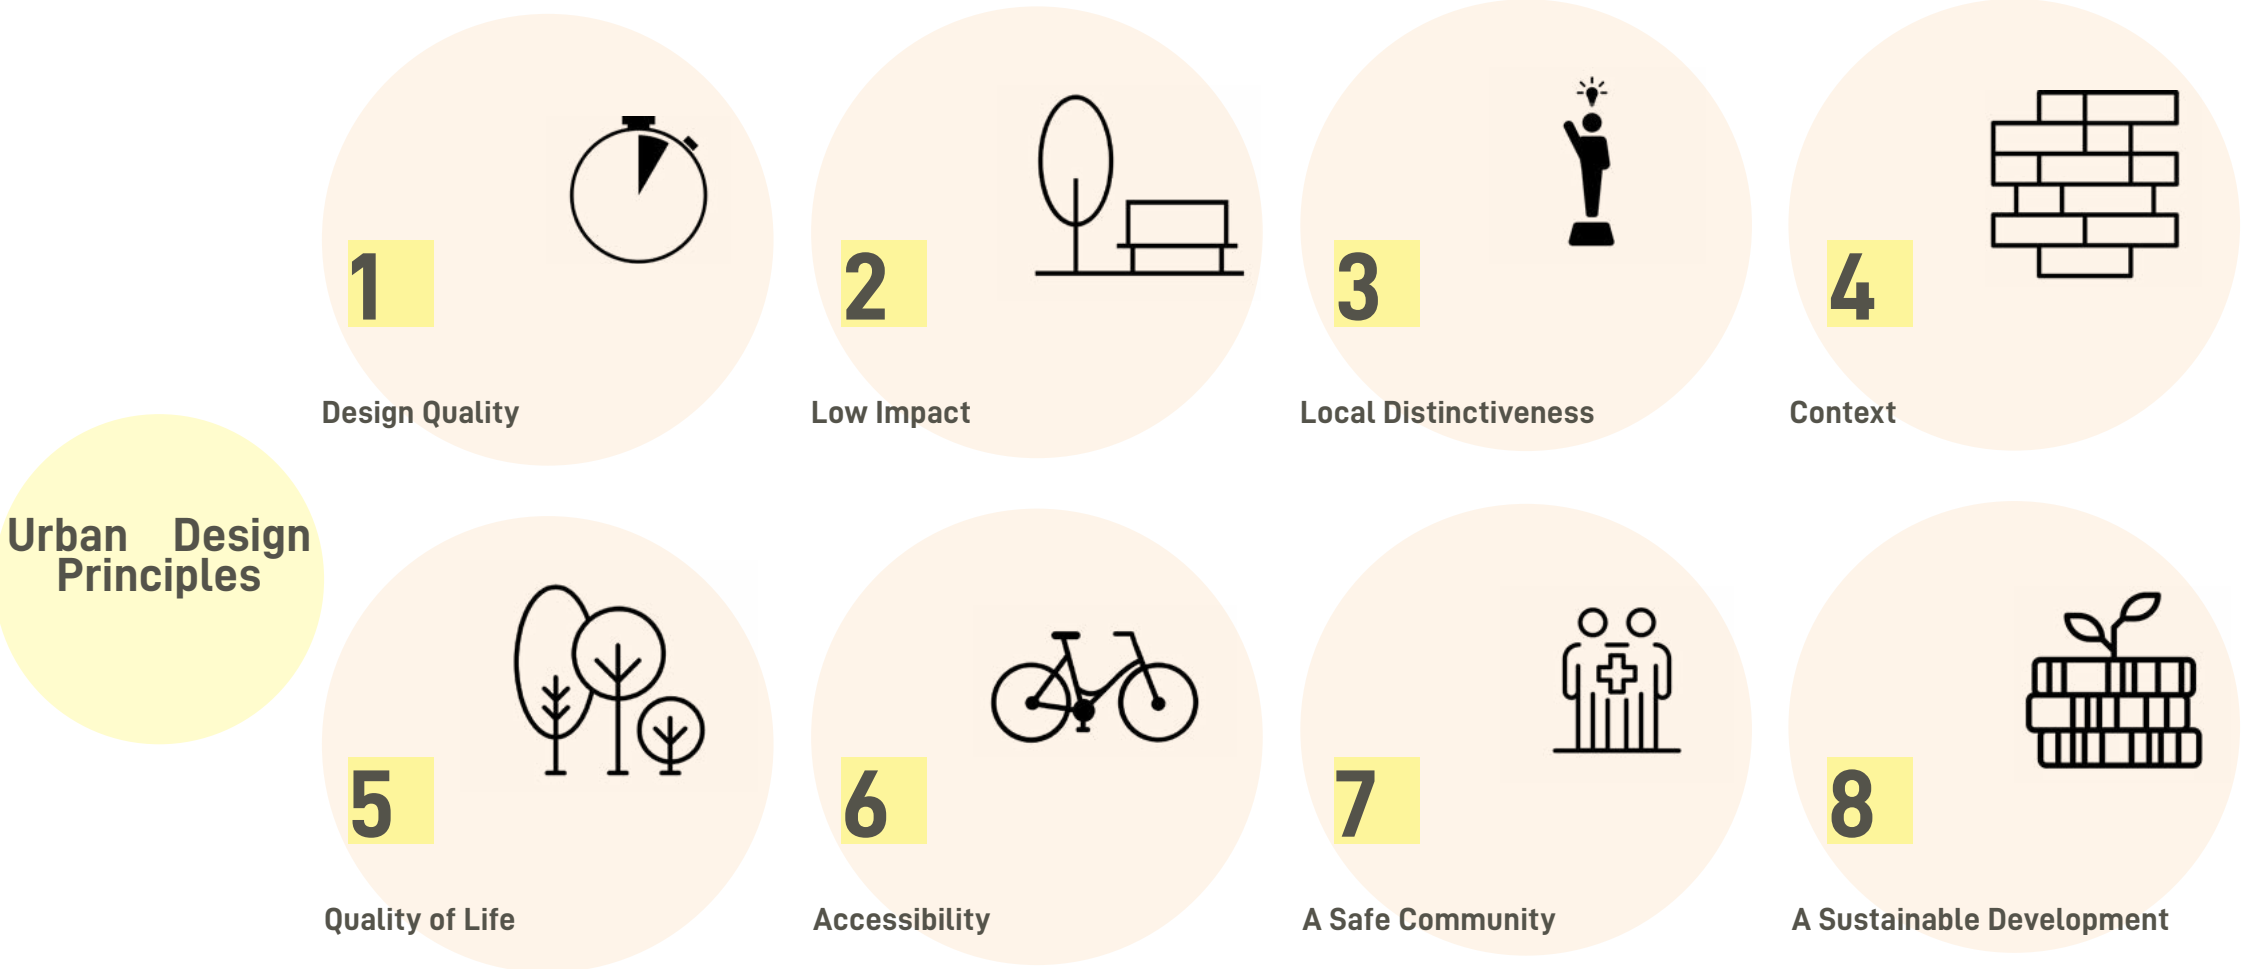 Urban Design
Principles
1
Design Quality
2
Low Impact
3
Local Distinctiveness
4
Context
5
Quality of Life
6
Accessibility
7
A Safe Community
8
A Sustainable Development